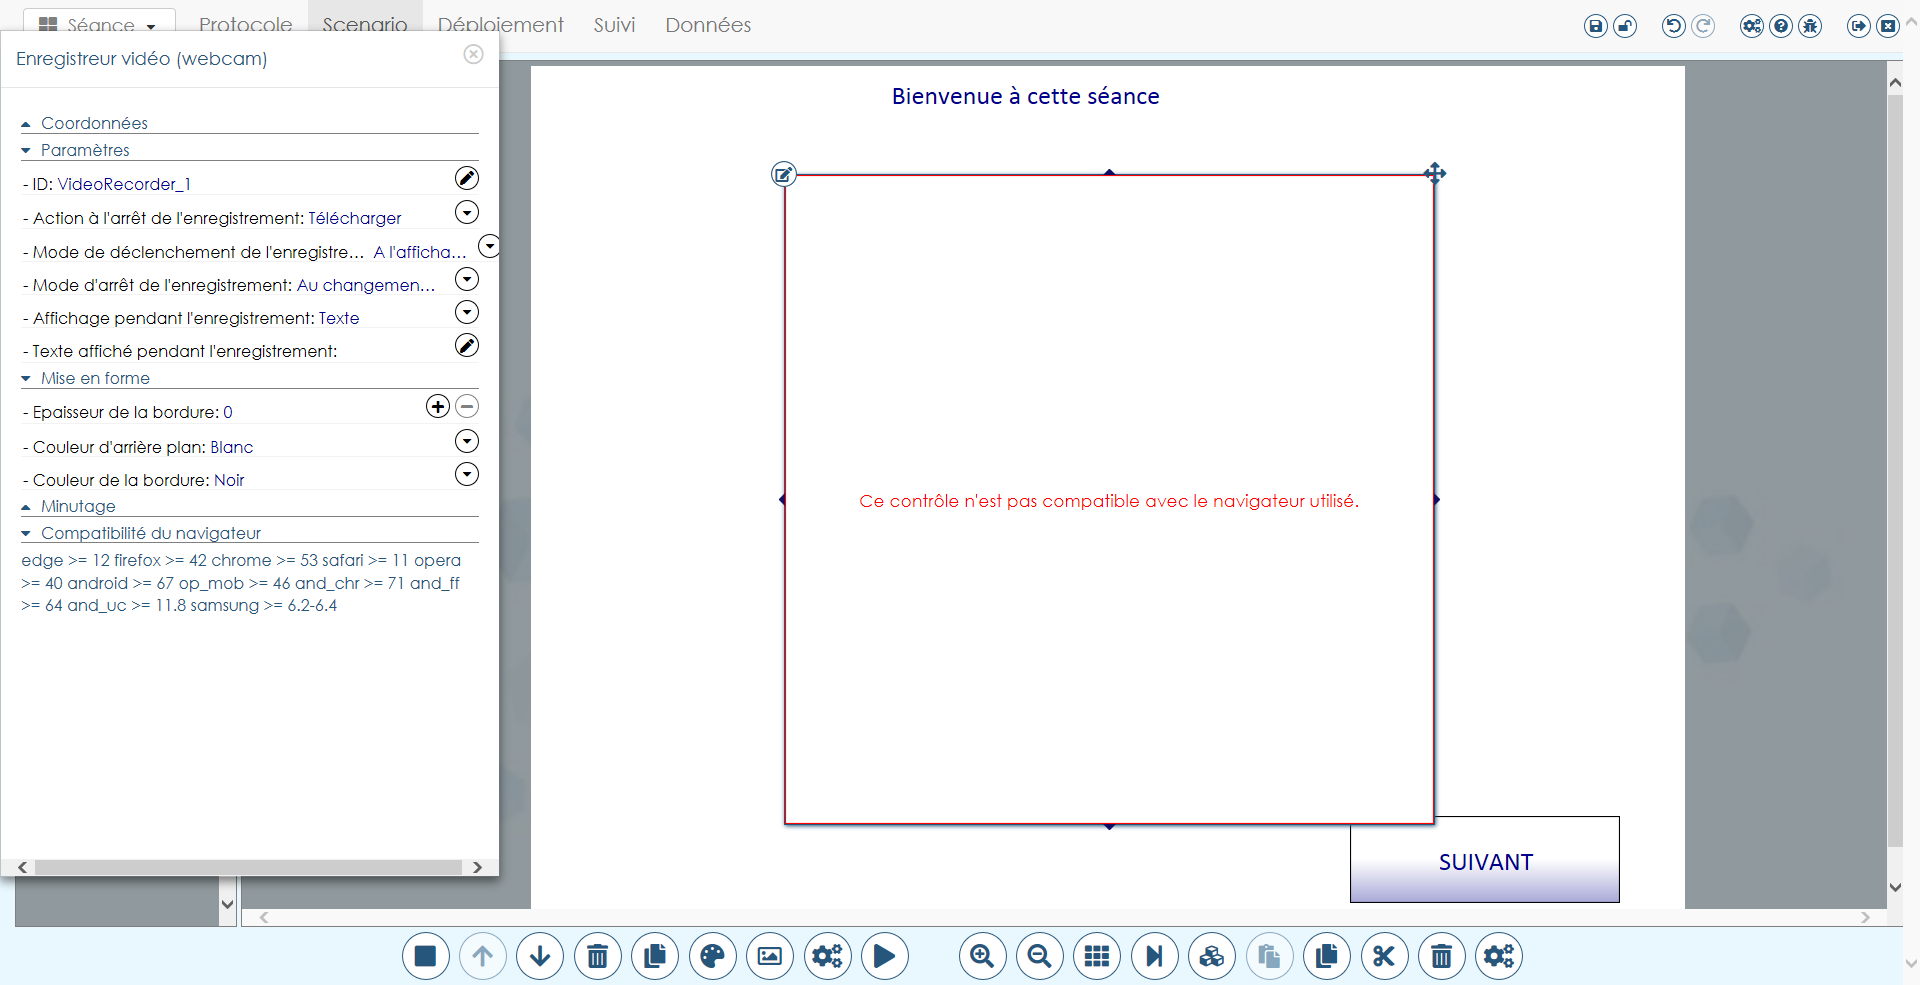 Séance
Protocole
Scenario
Déploiement
Suivi
Données
Enregistreur vidéo (webcam)
Coordonnées
Paramètres
- ID: VideoRecorder_1
- Action à l'arrêt de l'enregistrement: Télécharger
- Mode de déclenchement de l'enregistre... A l'afficha...
- Mode d'arrêt de l'enregistrement: Au changemen...
- Affichage pendant l'enregistrement: Texte
- Texte affiché pendant l'enregistrement:
Mise en forme
- Epaisseur de la bordure: 0
- Couleur d'arrière plan: Blanc
- Couleur de la bordure: Noir
Minutage
Compatibilité du navigateur
edge >= 12 firefox >= 42 chrome >= 53 safari >= 11 opera
>= 40 android >= 67 op_mob >= 46 and_chr >= 71 and_ff
>= 64 and_uc >= 11.8 samsung >= 6.2-6.4
Bienvenue à cette séance
Ce contrôle n'est pas compatible avec le navigateur utilisé.
SUIVANT